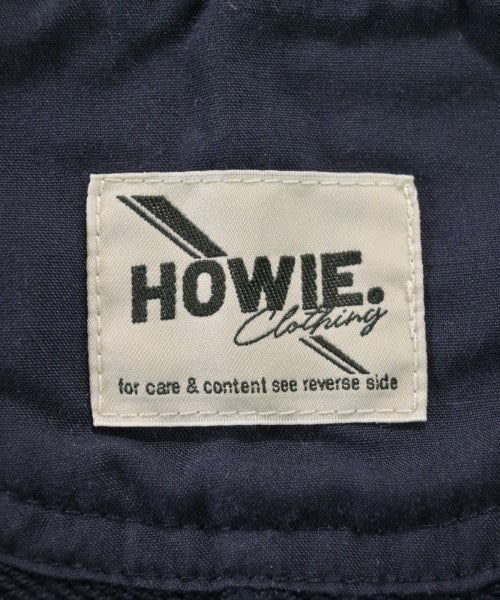 HOWIE.
Clothing
for care & content see reverse side